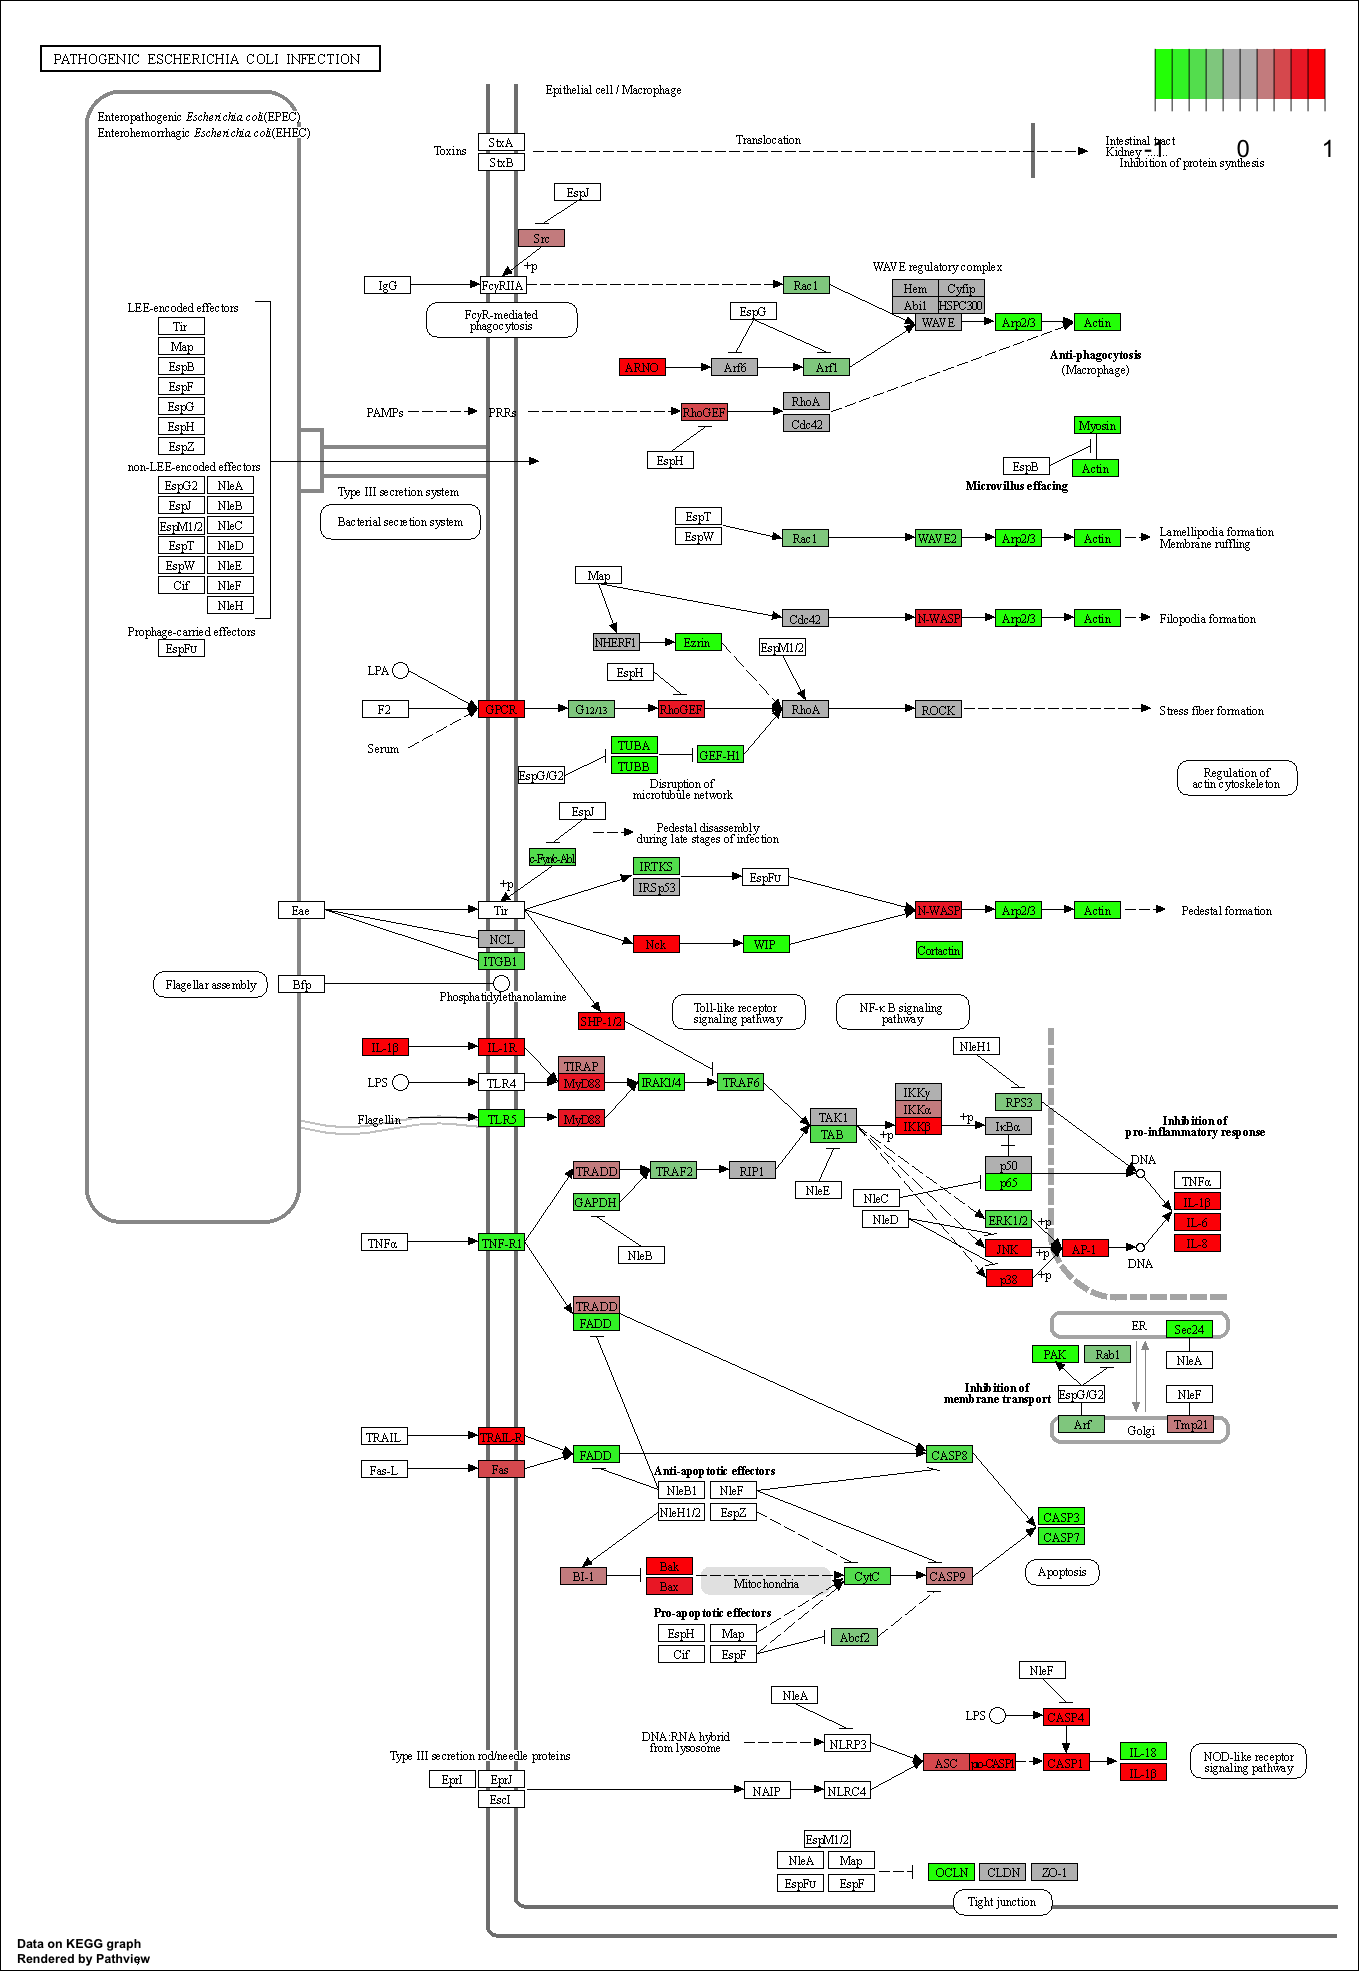 PATHOGENIC ESCHERICHIA COLI INFECTION
-1 0 1
Epithelial cell / Macrophage
Enteropathogenic Escherichia coli(EPEC)
Enterohemorrhagic Escherichia coli(EHEC)
Toxins
StxA
StxB
Translocation
Intestinal tract
Kidney
Inhibition of protein synthesis
EspJ
Src
+p
IgG
FcγRIIA
FcγR-mediated
phagocytosis
Rac1
WAVE regulatory complex
Hem Cyfip
Abi1 HSPC300
WAVE Arp2/3 Actin
EspG
ARNO Arf6 Arf1
Anti-phagocytosis
(Macrophage)
PAMPs PRRs RhoGEF
RhoA
Cdc42
EspH
Myosin
EspB Actin
Microvillus effacing
LEE-encoded effectors
Tir
Map
EspB
EspF
EspG
EspH
EspZ
non-LEE-encoded effectors
EspG2 NleA
EspJ NleB
EspM1/2 NleC
EspT NleD
EspW NleE
Cif NleF
NleH
Prophage-carried effectors
EspFu
Type III secretion system
Bacterial secretion system
EspT
EspW
Rac1 WAVE2 Arp2/3 Actin
Lamellipodia formation
Membrane ruffling
Map
Cdc42 N-WASP Arp2/3 Actin Filopodia formation
NHERF1 Ezrin EspM1/2
LPA
EspH
F2 GPCR G12/13 RhoGEF RhoA ROCK Stress fiber formation
Serum
TUBA
TUBB
GEF-H1
EspG/G2
Disruption of
microtubule network
Regulation of
actin cytoskeleton
EspJ
Pedestal disassembly
during late stages of infection
c-Fyn/c-Abl
+p
IRTKS
IRSp53
EspFu
Eae Tir N-WASP Arp2/3 Actin Pedestal formation
NCL
Nck WIP Cortactin
ITGB1
Flagellar assembly Bfp
Phosphatidylethanolamine
SHP-1/2
Toll-like receptor
signaling pathway
NF-κ B signaling
pathway
IL-1β IL-1R
TIRAP
LPS TLR4 MyD88 IRAK1/4 TRAF6
Flagellin TLR5 MyD88
NleH1
IKKγ
IKKα
IKKβ
RPS3
TAK1
TAB
+p
+p
IκBα
Inhibition of
pro-inflammatory response
p50
p65
DNA
TNFα
IL-1β
IL-6
IL-8
TRADD TRAF2 RIP1
GAPDH
NleE
NleC
NleD
ERK1/2 +p
TNFα TNF-R1
NleB
JNK +p AP-1
DNA
p38 +p
TRADD
FADD
ER Sec24
PAK Rab1 NleA
Inhibition of
membrane transport
EspG/G2 NleF
Arf Golgi Tmp21
TRAIL TRAIL-R
FADD CASP8
Fas-L Fas
Anti-apoptotic effectors
NleB1 NleF
NleH1/2 EspZ
CASP3
CASP7
BI-1
Bak
Bax
Mitochondria
CytC CASP9
Apoptosis
Pro-apoptotic effectors
EspH Map
Cif EspF
Abcf2
NleF
NleA
LPS CASP4
DNA:RNA hybrid
from lysosome
NLRP3
Type III secretion rod/needle proteins
ASC pro-CASP1 CASP1
IL-18
IL-1β
NOD-like receptor
signaling pathway
EprI EprJ
EscI
NAIP NLRC4
EspM1/2
NleA Map
EspFu EspF
OCLN CLDN ZO-1
Tight junction
Data on KEGG graph
Rendered by Pathview